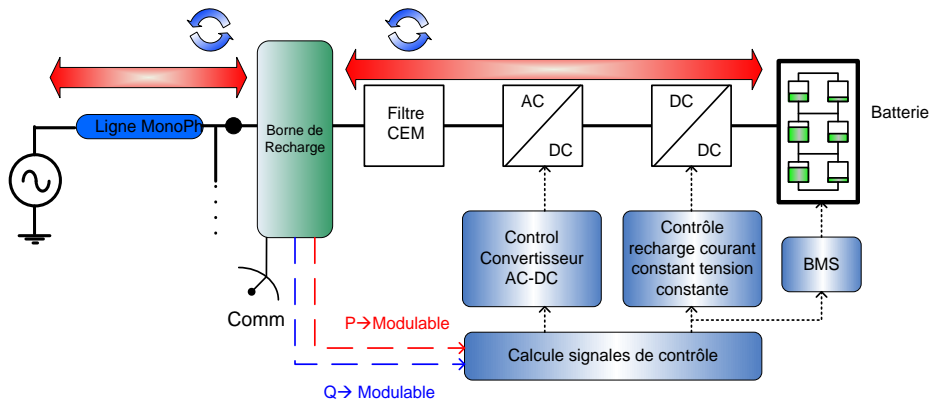 Ligne MonoPh
Borne de
Recharge
Filtre
CEM
AC
DC
DC
DC
Batterie
Control
Convertisseur
AC-DC
Contrôle
recharge courant
constant tension
constante
BMS
Comm
P→Modulable
Calcule signales de contrôle
Q→ Modulable